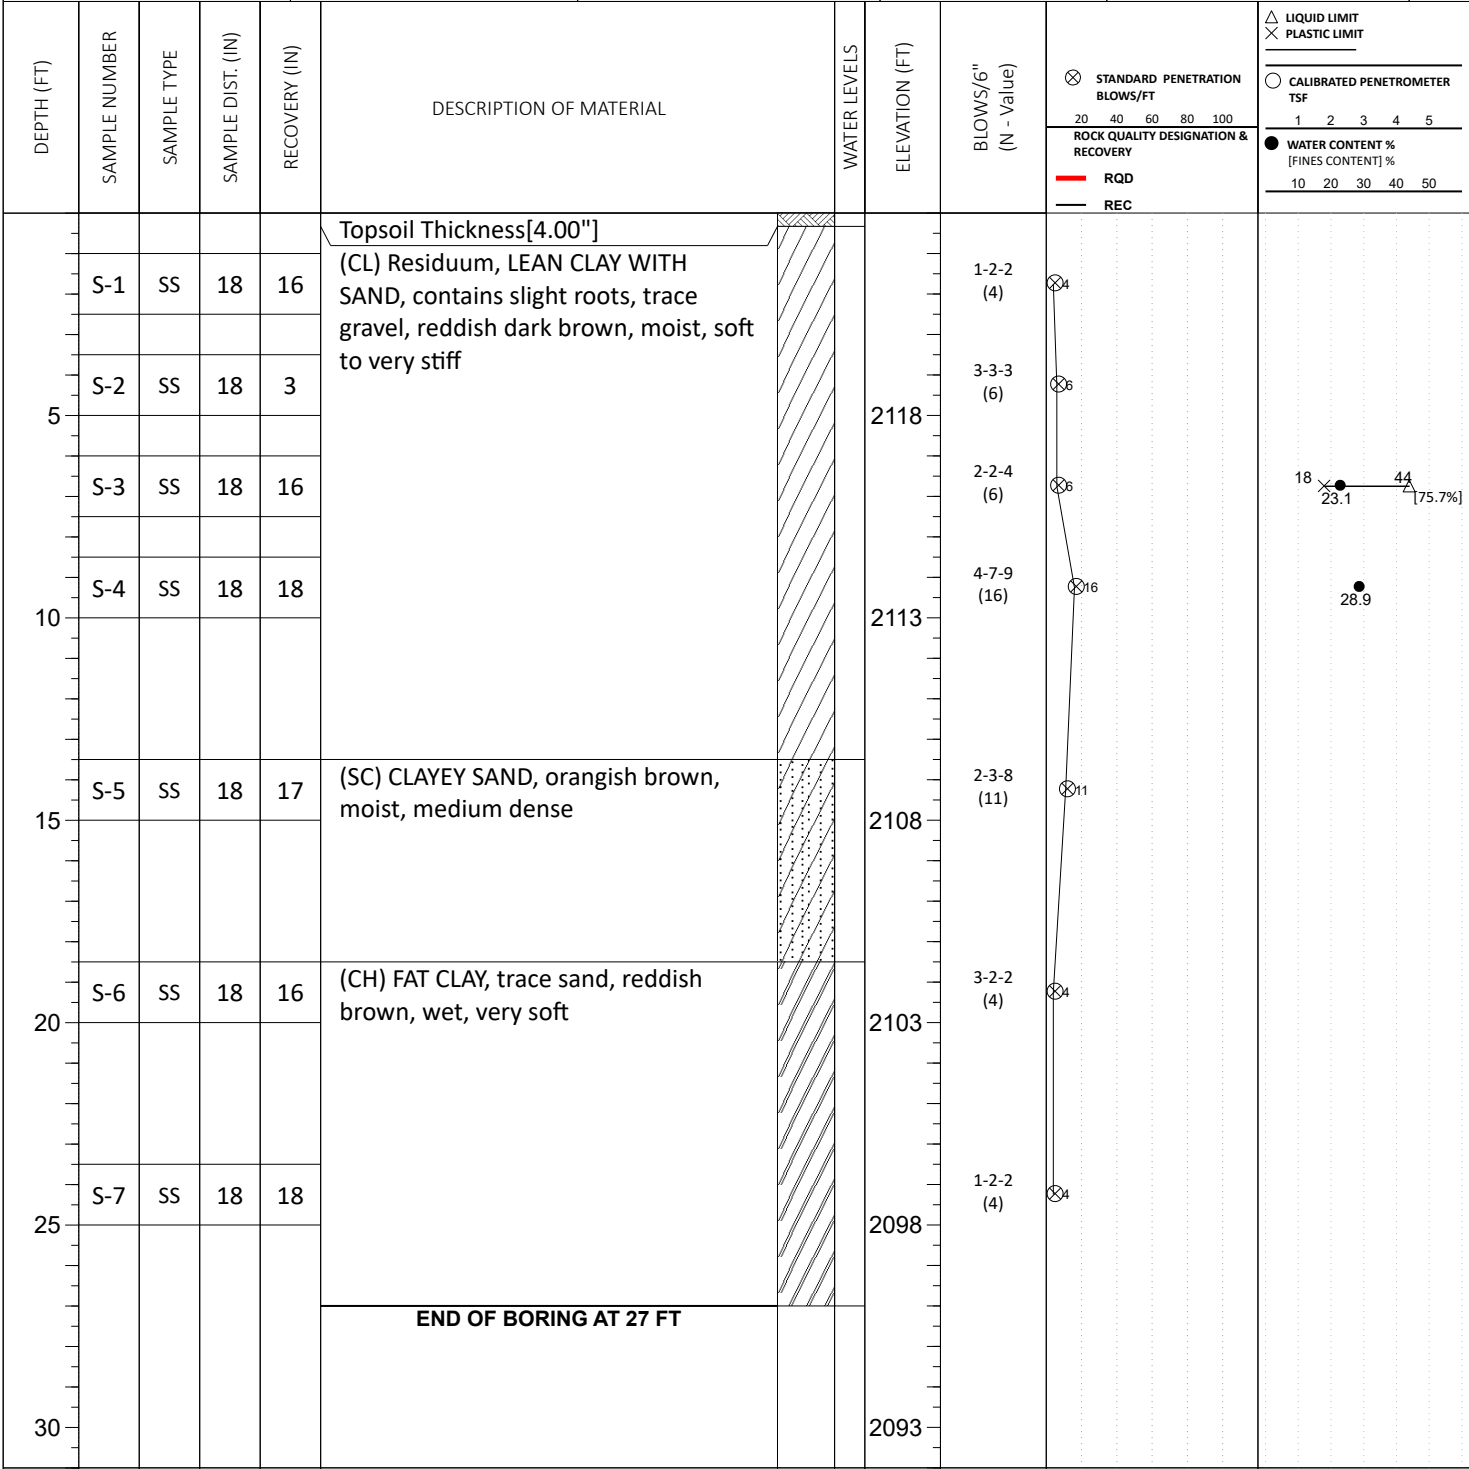 DEPTH (FT)
SAMPLE NUMBER
SAMPLE TYPE
SAMPLE DIST. (IN)
RECOVERY (IN)
DESCRIPTION OF MATERIAL
WATER LEVELS
ELEVATION (FT)
BLOWS/6"
(N - Value)
STANDARD PENETRATION
BLOWS/FT
20 40 60 80 100
ROCK QUALITY DESIGNATION &
RECOVERY
RQD
REC
LIQUID LIMIT
PLASTIC LIMIT
CALIBRATED PENETROMETER
TSF
1 2 3 4 5
WATER CONTENT %
[FINES CONTENT] %
10 20 30 40 50
Topsoil Thickness[4.00"]
(CL) Residuum, LEAN CLAY WITH
SAND, contains slight roots, trace
gravel, reddish dark brown, moist, soft
to very stiff
S-1 SS 18 16
1-2-2
(4)
4
S-2 SS 18 3
3-3-3
(6)
6
5
2118
S-3 SS 18 16
2-2-4
(6)
6
18
44
23.1
[75.7%]
S-4 SS 18 18
4-7-9
(16)
16
28.9
10
2113
(SC) CLAYEY SAND, orangish brown,
moist, medium dense
S-5 SS 18 17
2-3-8
(11)
11
15
2108
(CH) FAT CLAY, trace sand, reddish
brown, wet, very soft
S-6 SS 18 16
3-2-2
(4)
4
20
2103
S-7 SS 18 18
1-2-2
(4)
4
25
2098
END OF BORING AT 27 FT
30
2093